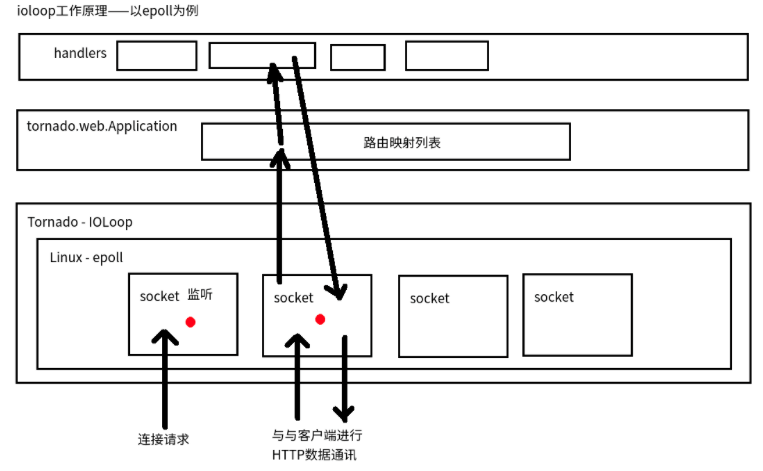 ioloop工作原理——以epoll为例
handlers
tornado.web.Application
路由映射列表
Tornado - IOLoop
Linux - epoll
socket 监听
socket
socket
socket
连接请求
与与客户端进行
HTTP数据通讯